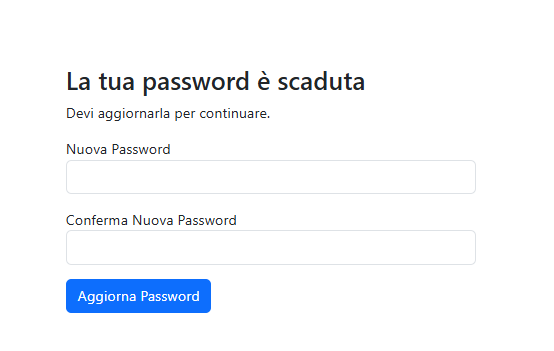 La tua password è scaduta
Devi aggiornarla per continuare.
Nuova Password
Conferma Nuova Password
Aggiorna Password